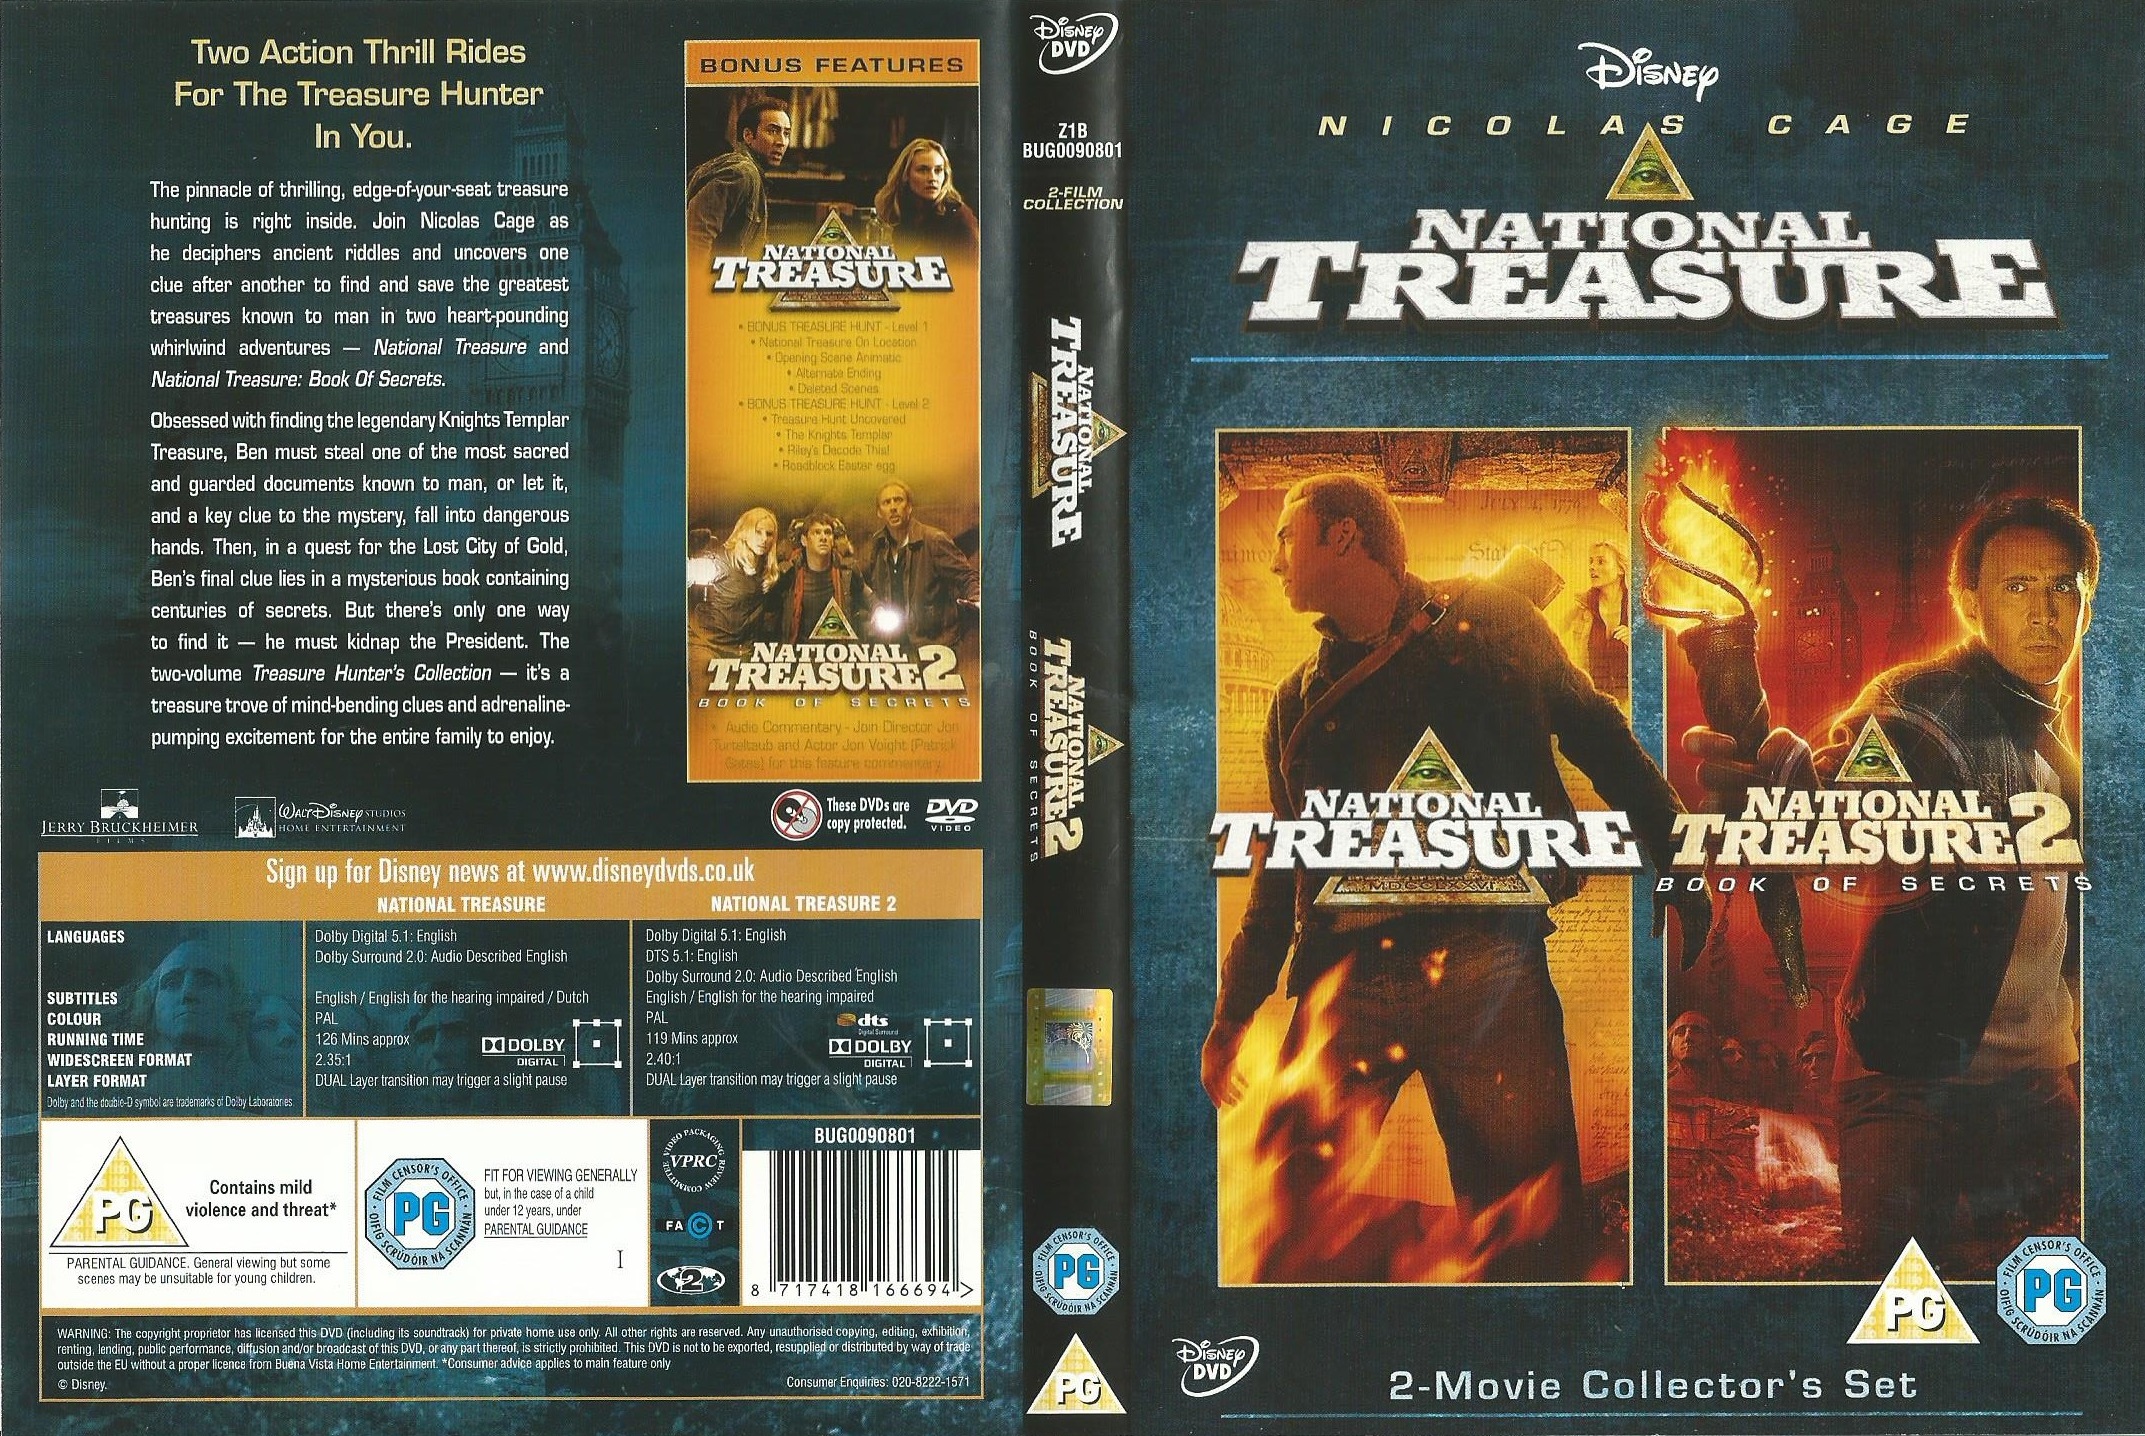 Two Action Thrill Rides
For The Treasure Hunter
In You.
The pinnacle of thrilling, edge-of-your-seat treasure
hunting is right inside. Join Nicolas Cage as
he deciphers ancient riddles and uncovers one
clue after another to find and save the greatest
treasures known to man in two heart-pounding
whirlwind adventures — National Treasure and
National Treasure: Book Of Secrets.
Obsessed with finding the legendary Knights Templar
Treasure, Ben must steal one of the most sacred
and guarded documents known to man, or let it,
and a key clue to the mystery, fall into dangerous
hands. Then, in a quest for the Lost City of Gold,
Ben's final clue lies in a mysterious book containing
centuries of secrets. But there's only one way
to find it — he must kidnap the President. The
two-volume Treasure Hunter's Collection — it's a
treasure trove of mind-bending clues and adrenaline-
pumping excitement for the entire family to enjoy.
BONUS FEATURES
NATIONAL
TREASURE
• BONUS TREASURE HUNT - Level 1
• National Treasure On Location
• Opening Scene Animatic
• Alternate Ending
• Deleted Scenes
• BONUS TREASURE HUNT - Level 2
• Treasure Hunt Uncovered
• The Knights Templar
• Riley's Decode This!
• Roadblock Easter egg
NATIONAL
TREASURE 2
BOOK OF SECRETS
• Audio Commentary - Join Director Jon
Turteltaub and Actor Jon Voight (Patrick
Gates) for this feature commentary.
JERRY BRUCKHEIMER
FILMS
WALT DISNEY STUDIOS
HOME ENTERTAINMENT
These DVDs are
copy protected.
DVD
VIDEO
Sign up for Disney news at www.disneydvds.co.uk
NATIONAL TREASURE
NATIONAL TREASURE 2
LANGUAGES
Dolby Digital 5.1: English
Dolby Surround 2.0: Audio Described English
Dolby Digital 5.1: English
DTS 5.1: English
Dolby Surround 2.0: Audio Described English
SUBTITLES
English / English for the hearing impaired / Dutch
English / English for the hearing impaired
COLOUR
PAL
PAL
RUNNING TIME
126 Mins approx
119 Mins approx
WIDESCREEN FORMAT
2.35:1
2.40:1
LAYER FORMAT
DUAL Layer transition may trigger a slight pause
DUAL Layer transition may trigger a slight pause
DOLBY
DIGITAL
dts
Digital Surround
DOLBY
DIGITAL
Dolby and the double-D symbol are trademarks of Dolby Laboratories
PG
Contains mild
violence and threat*
PARENTAL GUIDANCE. General viewing but some
scenes may be unsuitable for young children.
FILM CENSOR'S OFFICE
PG
OIFIG SCRÚDÓIR NA SCANNÁN
FIT FOR VIEWING GENERALLY
but, in the case of a child
under 12 years, under
PARENTAL GUIDANCE
I
VIDEO PACKAGING REVIEW COMMITTEE
VPRC
FACT
2
BUG0090801
8 717418 166694 >
WARNING: The copyright proprietor has licensed this DVD (including its soundtrack) for private home use only. All other rights are reserved. Any unauthorised copying, editing, exhibition,
renting, lending, public performance, diffusion and/or broadcast of this DVD, or any part thereof, is strictly prohibited. This DVD is not to be exported, resupplied or distributed by way of trade
outside the EU without a proper licence from Buena Vista Home Entertainment. *Consumer advice applies to main feature only
© Disney.
Consumer Enquiries: 020-8222-1571
Disney
DVD
Z1B
BUG0090801
2-FILM
COLLECTION
NATIONAL
TREASURE
NATIONAL
TREASURE 2
BOOK OF SECRETS
FILM CENSOR'S OFFICE
PG
OIFIG SCRÚDÓIR NA SCANNÁN
PG
Disney
NICOLAS CAGE
NATIONAL
TREASURE
NATIONAL
TREASURE
MDCCLXXVI
NATIONAL
TREASURE 2
BOOK OF SECRETS
PG
FILM CENSOR'S OFFICE
PG
OIFIG SCRÚDÓIR NA SCANNÁN
Disney
DVD
2-Movie Collector's Set